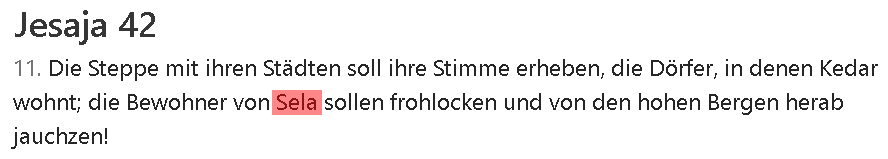 Jesaja 42
11. Die Steppe mit ihren Städten soll ihre Stimme erheben, die Dörfer, in denen Kedar
wohnt; die Bewohner von Sela sollen frohlocken und von den hohen Bergen herab
jauchzen!